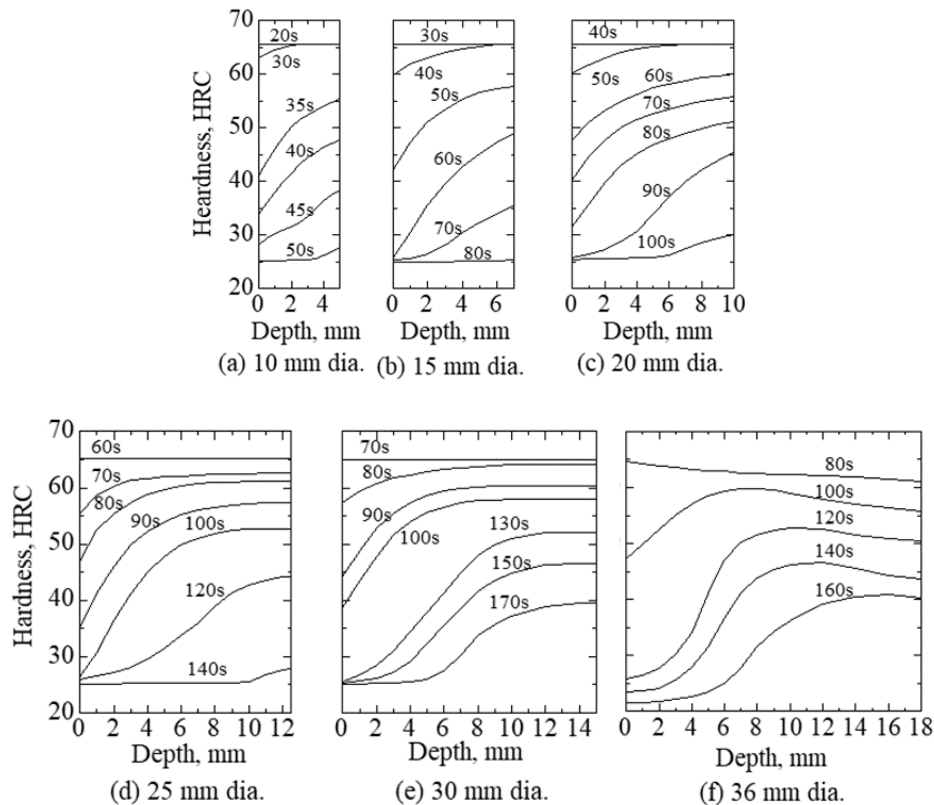 70
60
50
40
30
20
Heardness, HRC
20s
30s
35s
40s
45s
50s
0 2 4
Depth, mm
(a) 10 mm dia.
30s
40s
50s
60s
70s
80s
0 2 4 6
Depth, mm
(b) 15 mm dia.
40s
50s
60s
70s
80s
90s
100s
0 2 4 6 8 10
Depth, mm
(c) 20 mm dia.
70
60
50
40
30
20
Hardness, HRC
60s
70s
80s
90s
100s
120s
140s
0 2 4 6 8 10 12
Depth, mm
(d) 25 mm dia.
70s
80s
90s
100s
130s
150s
170s
0 2 4 6 8 10 12 14
Depth, mm
(e) 30 mm dia.
80s
100s
120s
140s
160s
0 2 4 6 8 10 12 14 16 18
Depth, mm
(f) 36 mm dia.